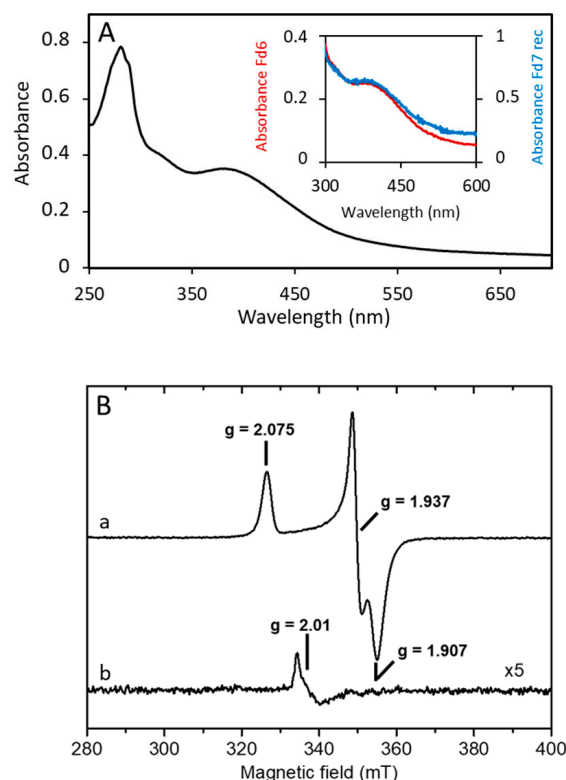 A
Absorbance
0.8
0.6
0.4
0.2
0
250
350
450
550
650
Wavelength (nm)
Absorbance Fd6
0.4
0.2
0
300
450
600
Wavelength (nm)
1
0.5
0
Absorbance Fd7 rec
B
g = 2.075
g = 1.937
a
g = 2.01
g = 1.907
b
x5
280
300
320
340
360
380
400
Magnetic field (mT)